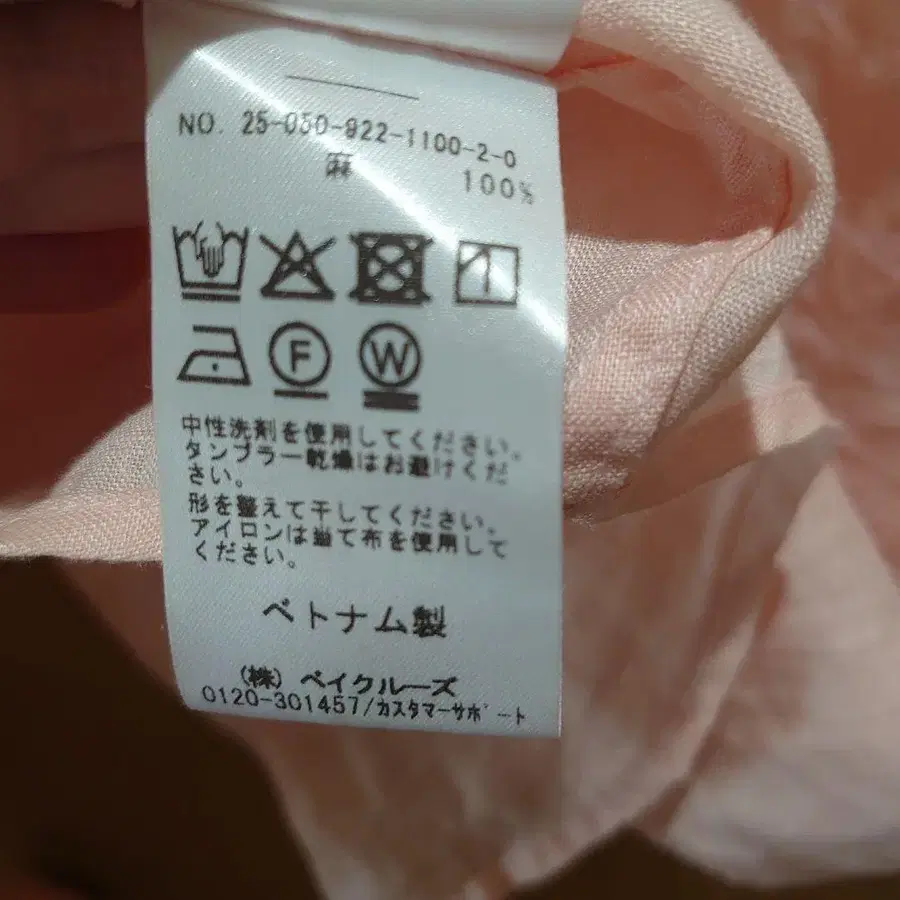 NO. 25-050-922-1100-2-0
麻 100%
F W
中性洗剤を使用してください。
タンブラー乾燥はお避けくだ
さい。
形を整えて干してください。
アイロンは当て布を使用して
ください。
ベトナム製
(株) ベイクルーズ
0120-301457/カスタマーサポート